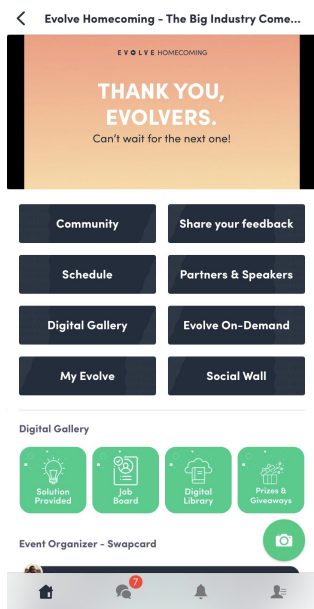 Evolve Homecoming - The Big Industry Come...
EVOLVE HOMECOMING
THANK YOU,
EVOLVERS.
Can't wait for the next one!
Community
Share your feedback
Schedule
Partners & Speakers
Digital Gallery
Evolve On-Demand
My Evolve
Social Wall
Digital Gallery
Solution
Provided
Job
Board
Digital
Library
Prizes &
Giveaways
Event Organizer - Swapcard
7